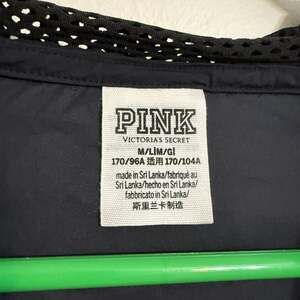 PINK
VICTORIA'S SECRET
M/L|M/G|
170/96A 适用 170/104A
made in Sri Lanka/fabriqué au
Sri Lanka/hecho en Sri Lanka/
fabbricato in Sri Lanka/
斯里兰卡制造